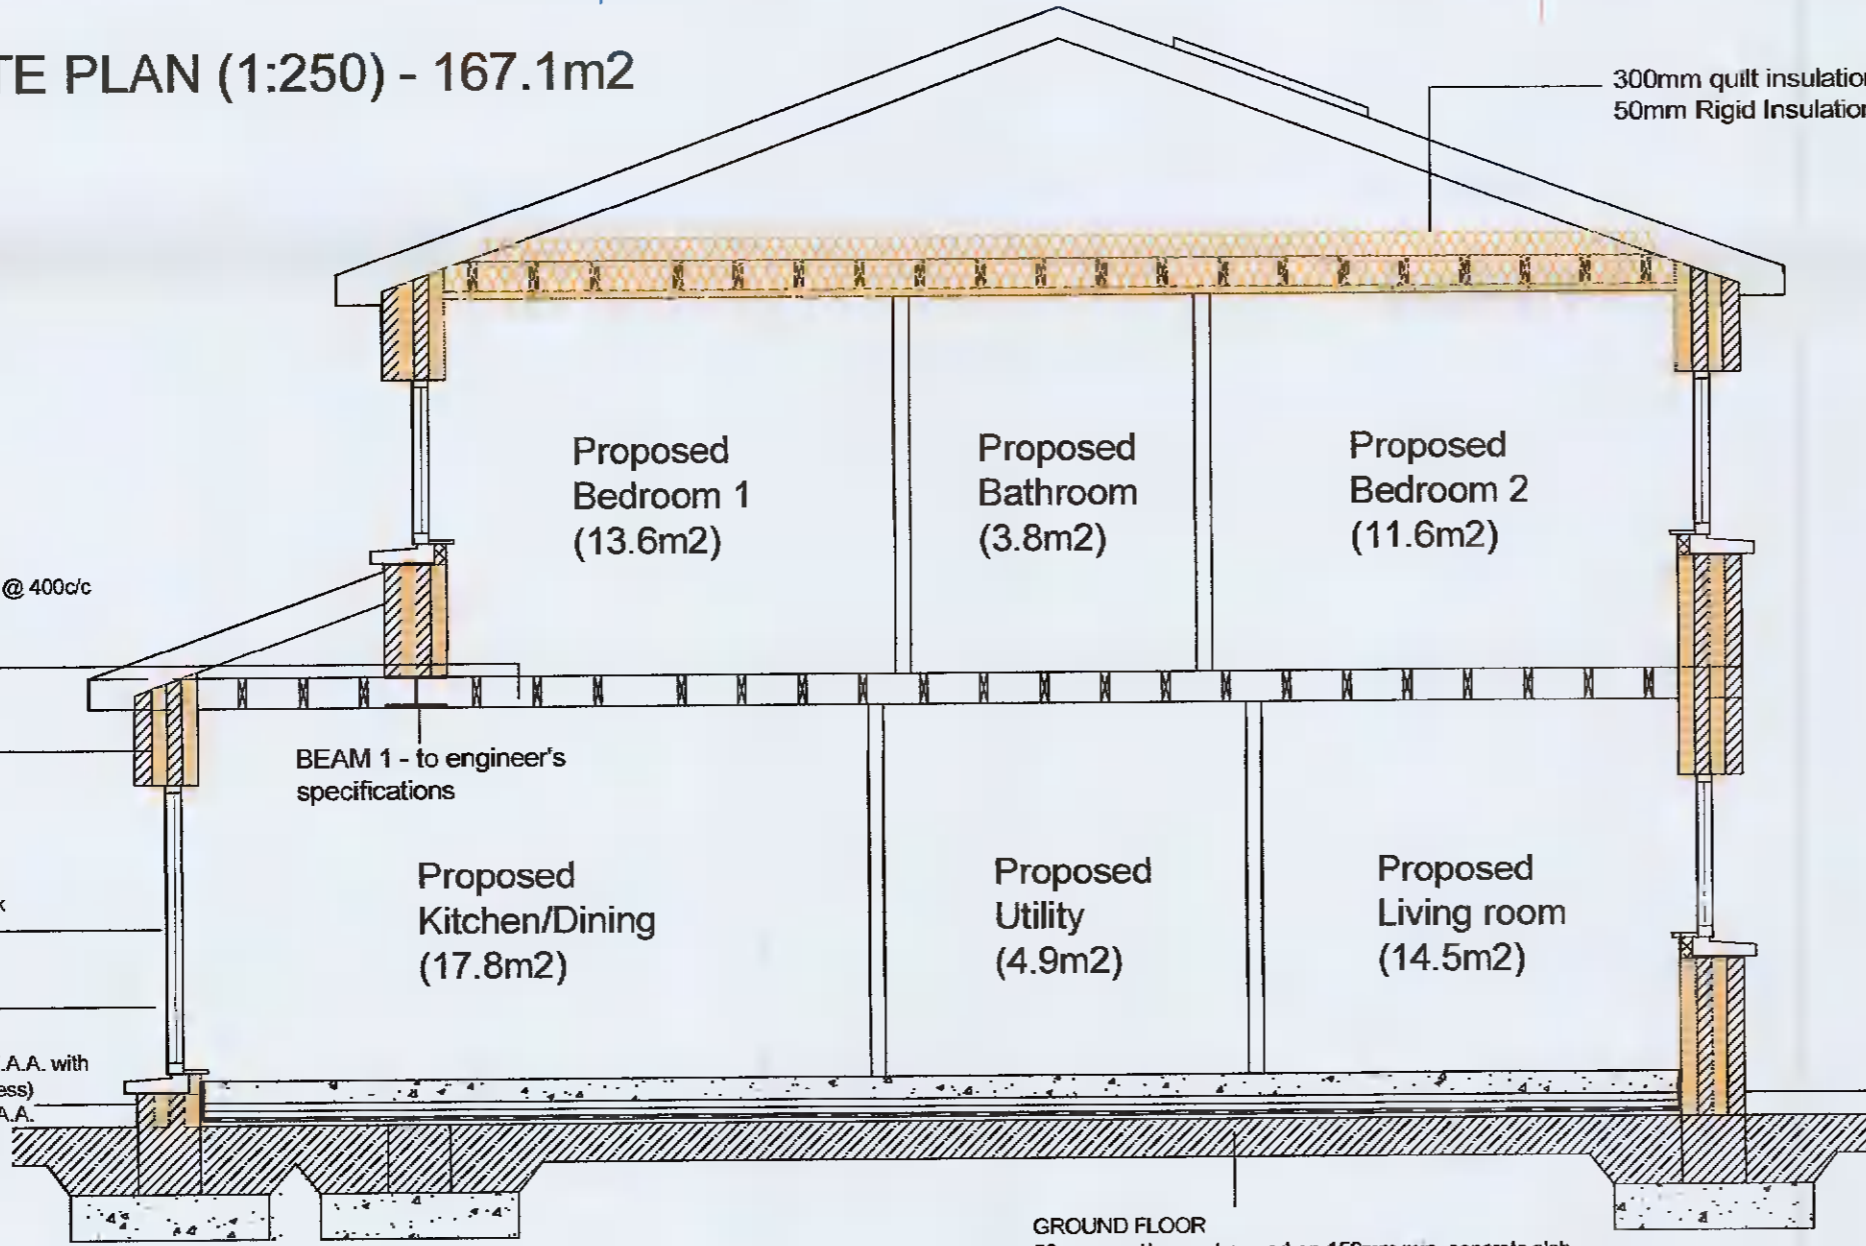 TE PLAN (1:250) - 167.1m2
300mm quilt insulation
50mm Rigid Insulation
Proposed
Bedroom 1
(13.6m2)
Proposed
Bathroom
(3.8m2)
Proposed
Bedroom 2
(11.6m2)
@ 400c/c
BEAM 1 - to engineer's
specifications
Proposed
Kitchen/Dining
(17.8m2)
Proposed
Utility
(4.9m2)
Proposed
Living room
(14.5m2)
.A.A. with
ess)
A.A.
GROUND FLOOR